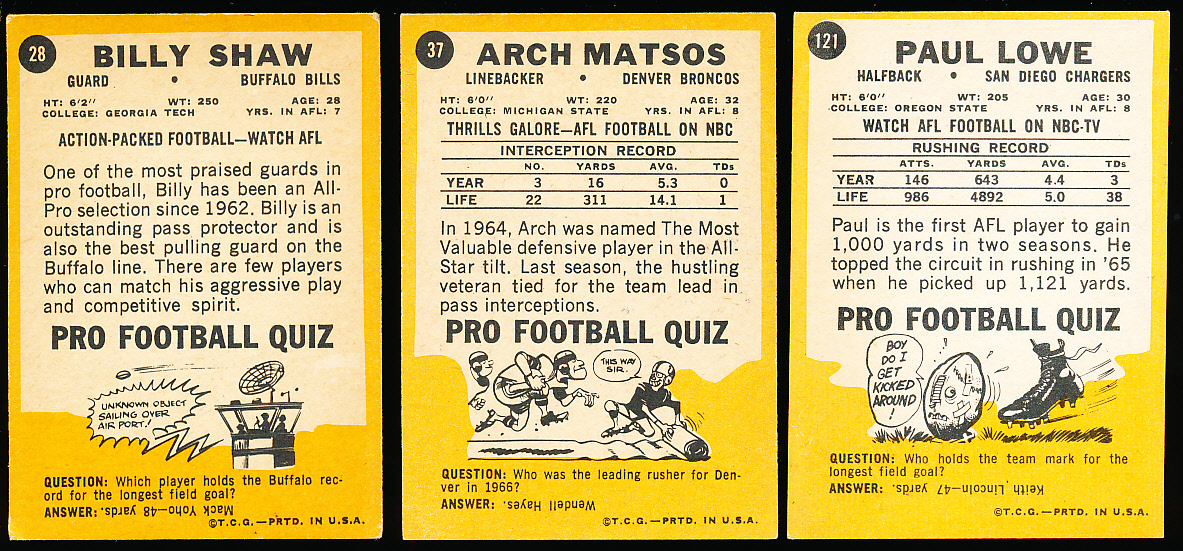 28
BILLY SHAW
GUARD • BUFFALO BILLS
HT: 6'2" WT: 250 AGE: 28
COLLEGE: GEORGIA TECH YRS. IN AFL: 7
ACTION-PACKED FOOTBALL—WATCH AFL
One of the most praised guards in
pro football, Billy has been an All-
Pro selection since 1962. Billy is an
outstanding pass protector and is
also the best pulling guard on the
Buffalo line. There are few players
who can match his aggressive play
and competitive spirit.
PRO FOOTBALL QUIZ
UNKNOWN OBJECT
SAILING OVER
AIR PORT!
QUESTION: Which player holds the Buffalo rec-
ord for the longest field goal?
ANSWER: Mack Yoho—48 yards.
©T.C.G.—PRTD. IN U.S.A.
37
ARCH MATSOS
LINEBACKER • DENVER BRONCOS
HT: 6'0" WT: 220 AGE: 32
COLLEGE: MICHIGAN STATE YRS. IN AFL: 8
THRILLS GALORE—AFL FOOTBALL ON NBC
INTERCEPTION RECORD
NO. YARDS AVG. TDs
YEAR 3 16 5.3 0
LIFE 22 311 14.1 1
In 1964, Arch was named The Most
Valuable defensive player in the All-
Star tilt. Last season, the hustling
veteran tied for the team lead in
pass interceptions.
PRO FOOTBALL QUIZ
THIS WAY
SIR.
QUESTION: Who was the leading rusher for Den-
ver in 1966?
ANSWER: Wendell Hayes.
©T.C.G.—PRTD. IN U.S.A.
121
PAUL LOWE
HALFBACK • SAN DIEGO CHARGERS
HT: 6'0" WT: 205 AGE: 30
COLLEGE: OREGON STATE YRS. IN AFL: 8
WATCH AFL FOOTBALL ON NBC-TV
RUSHING RECORD
ATTS. YARDS AVG. TDs
YEAR 146 643 4.4 3
LIFE 986 4892 5.0 38
Paul is the first AFL player to gain
1,000 yards in two seasons. He
topped the circuit in rushing in '65
when he picked up 1,121 yards.
PRO FOOTBALL QUIZ
BOY
DO I
GET
KICKED
AROUND
!
QUESTION: Who holds the team mark for the
longest field goal?
ANSWER: Keith Lincoln—47 yards.
©T.C.G.—PRTD. IN U.S.A.